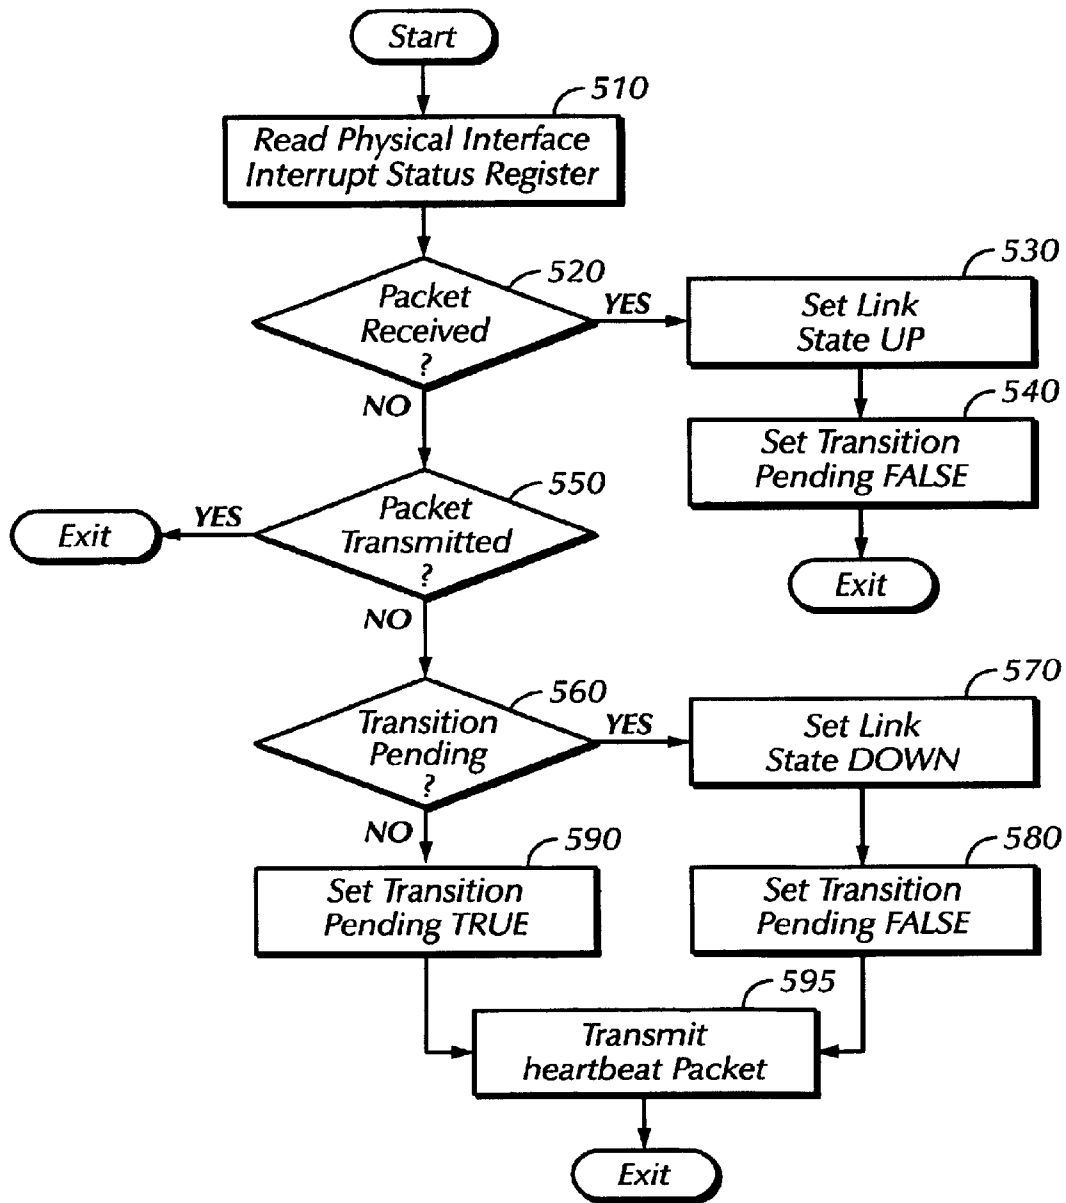 Start
510
Read Physical Interface
Interrupt Status Register
520
Packet
Received
?
YES
NO
530
Set Link
State UP
540
Set Transition
Pending FALSE
Exit
550
Packet
Transmitted
?
YES
Exit
NO
560
Transition
Pending
?
YES
NO
570
Set Link
State DOWN
580
Set Transition
Pending FALSE
590
Set Transition
Pending TRUE
595
Transmit
heartbeat Packet
Exit